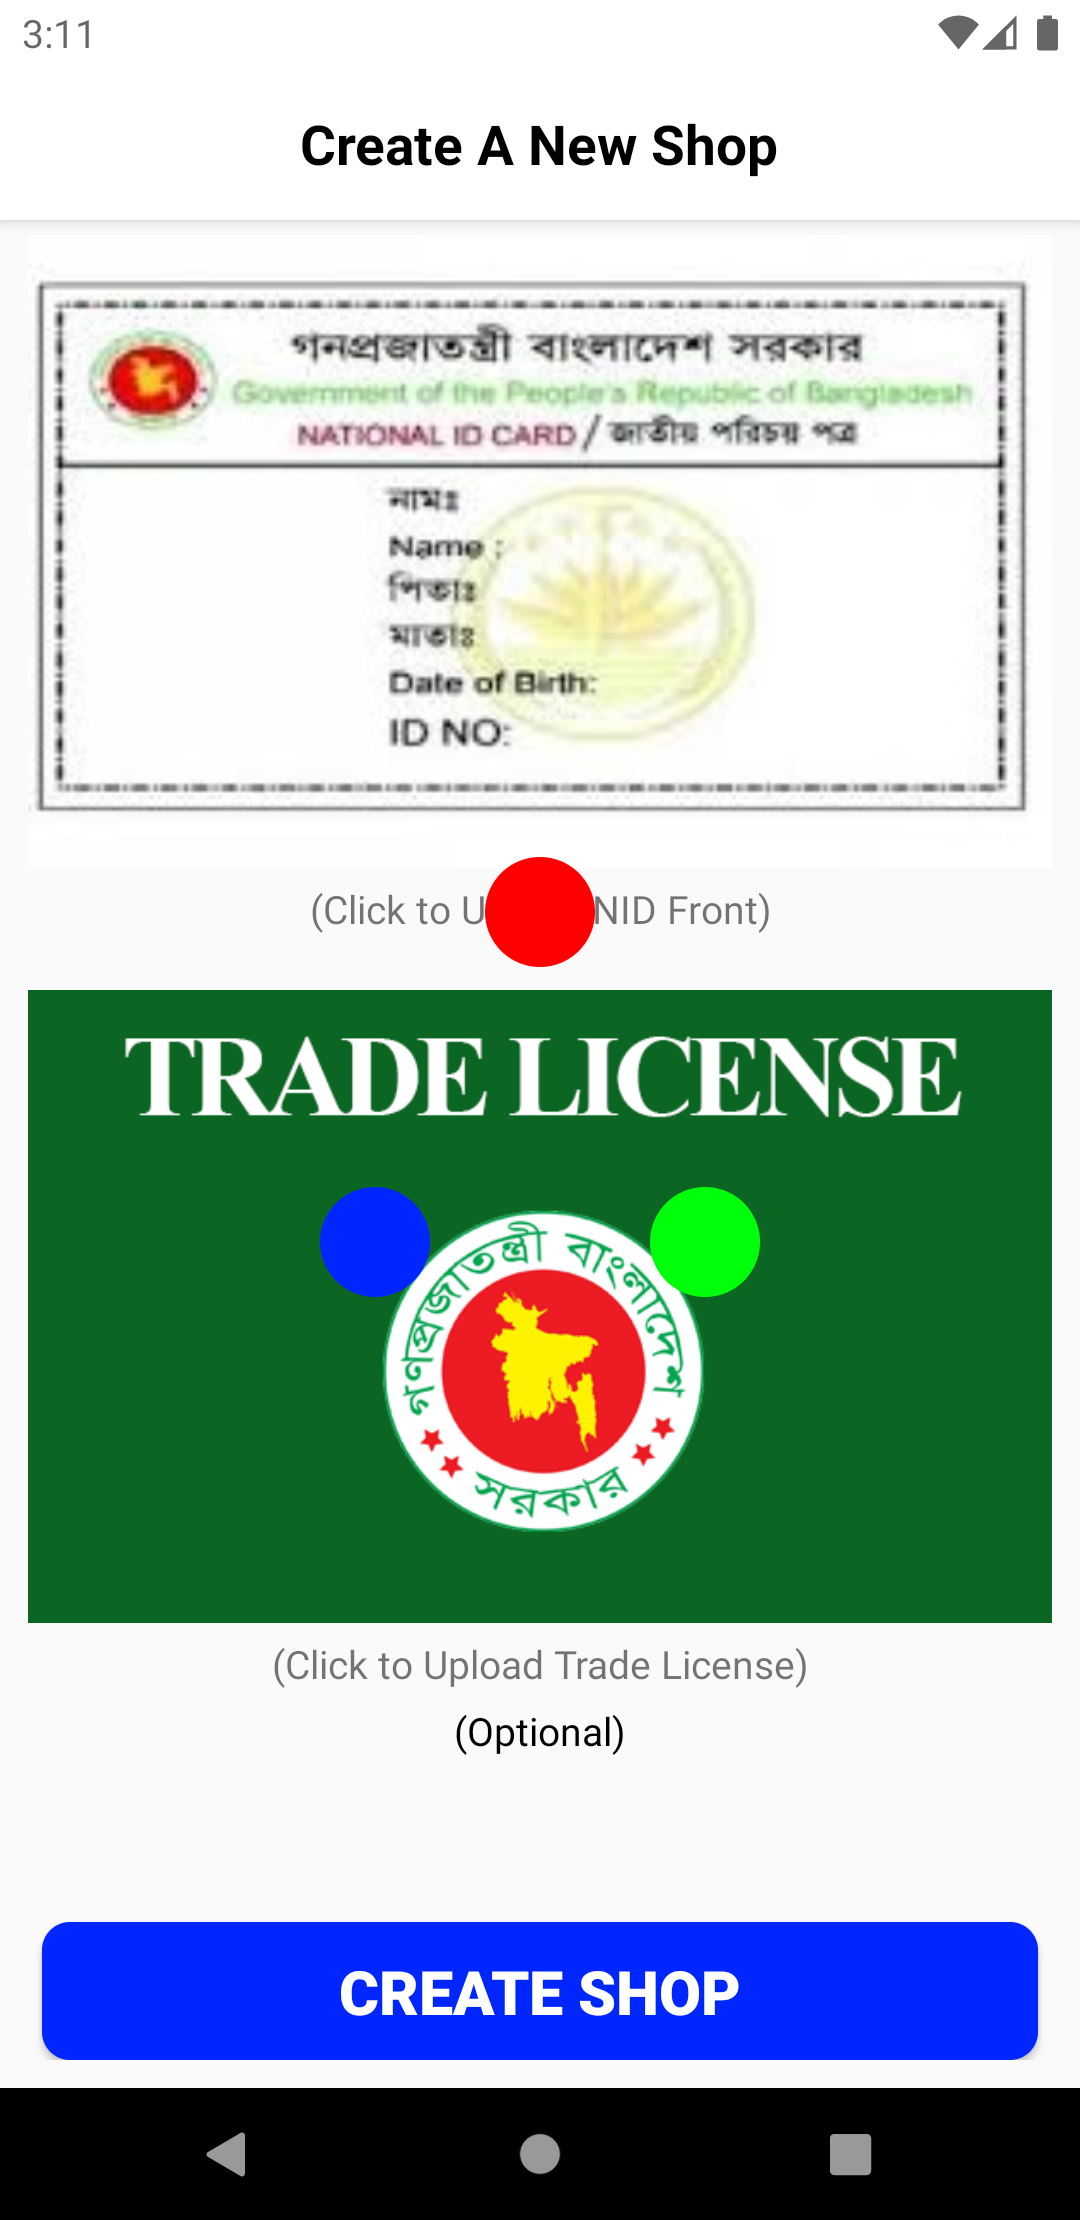 3:11
Create A New Shop
গনপ্রজাতন্ত্রী বাংলাদেশ সরকার
Government of the People's Republic of Bangladesh
NATIONAL ID CARD / জাতীয় পরিচয় পত্র
নামঃ
Name :
পিতাঃ
মাতাঃ
Date of Birth:
ID NO:
(Click to U NID Front)
TRADE LICENSE
গণপ্রজাতন্ত্রী বাংলাদেশ
সরকার
(Click to Upload Trade License)
(Optional)
CREATE SHOP